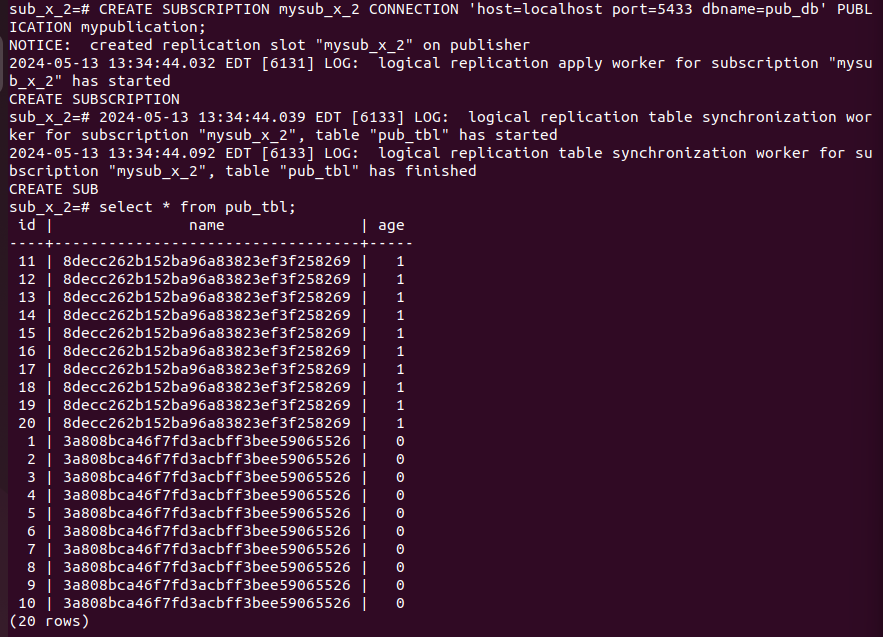 sub_x_2=# CREATE SUBSCRIPTION mysub_x_2 CONNECTION 'host=localhost port=5433 dbname=pub_db' PUBL
ICATION mypublication;
NOTICE:  created replication slot "mysub_x_2" on publisher
2024-05-13 13:34:44.032 EDT [6131] LOG:  logical replication apply worker for subscription "mysu
b_x_2" has started
CREATE SUBSCRIPTION
sub_x_2=# 2024-05-13 13:34:44.039 EDT [6133] LOG:  logical replication table synchronization wor
ker for subscription "mysub_x_2", table "pub_tbl" has started
2024-05-13 13:34:44.092 EDT [6133] LOG:  logical replication table synchronization worker for su
bscription "mysub_x_2", table "pub_tbl" has finished
CREATE SUB
sub_x_2=# select * from pub_tbl;
 id |               name               | age
----+----------------------------------+-----
 11 | 8decc262b152ba96a83823ef3f258269 |   1
 12 | 8decc262b152ba96a83823ef3f258269 |   1
 13 | 8decc262b152ba96a83823ef3f258269 |   1
 14 | 8decc262b152ba96a83823ef3f258269 |   1
 15 | 8decc262b152ba96a83823ef3f258269 |   1
 16 | 8decc262b152ba96a83823ef3f258269 |   1
 17 | 8decc262b152ba96a83823ef3f258269 |   1
 18 | 8decc262b152ba96a83823ef3f258269 |   1
 19 | 8decc262b152ba96a83823ef3f258269 |   1
 20 | 8decc262b152ba96a83823ef3f258269 |   1
  1 | 3a808bca46f7fd3acbff3bee59065526 |   0
  2 | 3a808bca46f7fd3acbff3bee59065526 |   0
  3 | 3a808bca46f7fd3acbff3bee59065526 |   0
  4 | 3a808bca46f7fd3acbff3bee59065526 |   0
  5 | 3a808bca46f7fd3acbff3bee59065526 |   0
  6 | 3a808bca46f7fd3acbff3bee59065526 |   0
  7 | 3a808bca46f7fd3acbff3bee59065526 |   0
  8 | 3a808bca46f7fd3acbff3bee59065526 |   0
  9 | 3a808bca46f7fd3acbff3bee59065526 |   0
 10 | 3a808bca46f7fd3acbff3bee59065526 |   0
(20 rows)